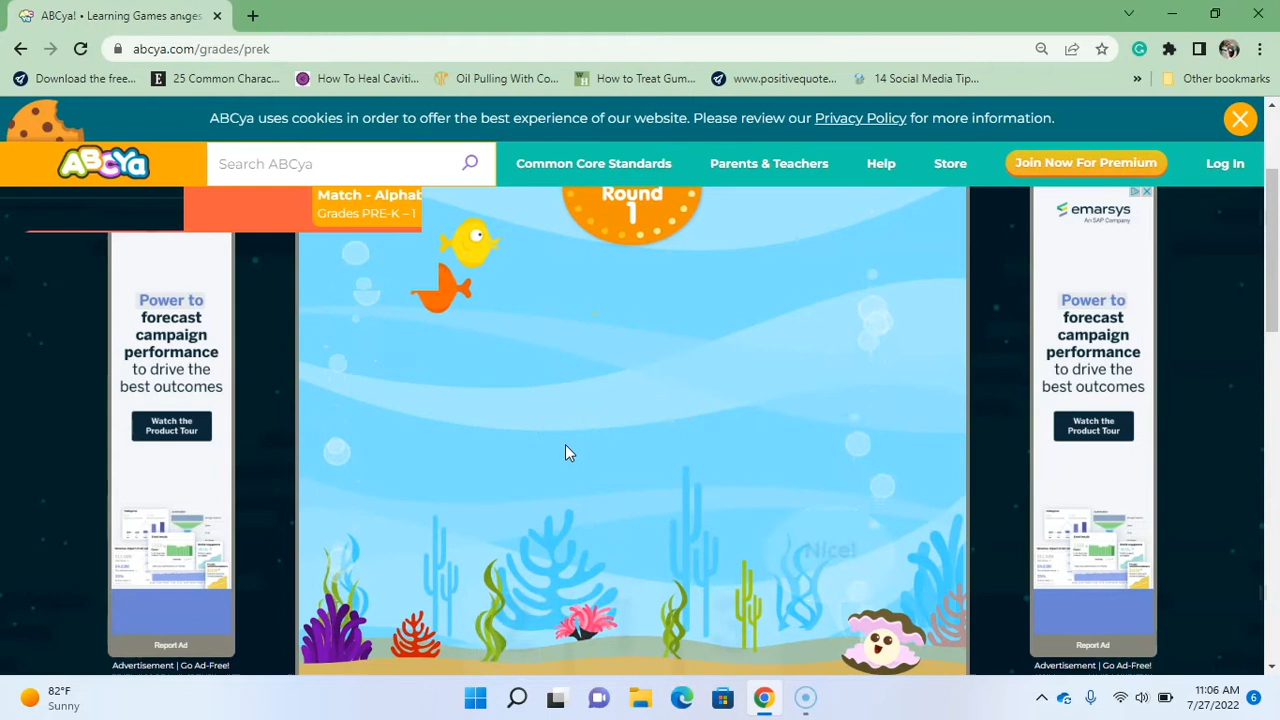 ABCya! • Learning Games and
abcya.com/grades/prek
Download the free...
25 Common Charac...
How To Heal Caviti...
Oil Pulling With Co...
How to Treat Gum...
www.positivequote...
14 Social Media Tip...
»
Other bookmarks
ABCya uses cookies in order to offer the best experience of our website. Please review our Privacy Policy for more information.
ABCYa
Search ABCya
Common Core Standards
Parents & Teachers
Help
Store
Join Now For Premium
Log In
Match - Alphab
Grades PRE-K – 1
Round
1
Power to
forecast
campaign
performance
to drive the
best outcomes
Watch the
Product Tour
Report Ad
Advertisement | Go Ad-Free!
emarsys
An SAP Company
Power to
forecast
campaign
performance
to drive the
best outcomes
Watch the
Product Tour
Report Ad
Advertisement | Go Ad-Free!
82°F
Sunny
11:06 AM
7/27/2022
6